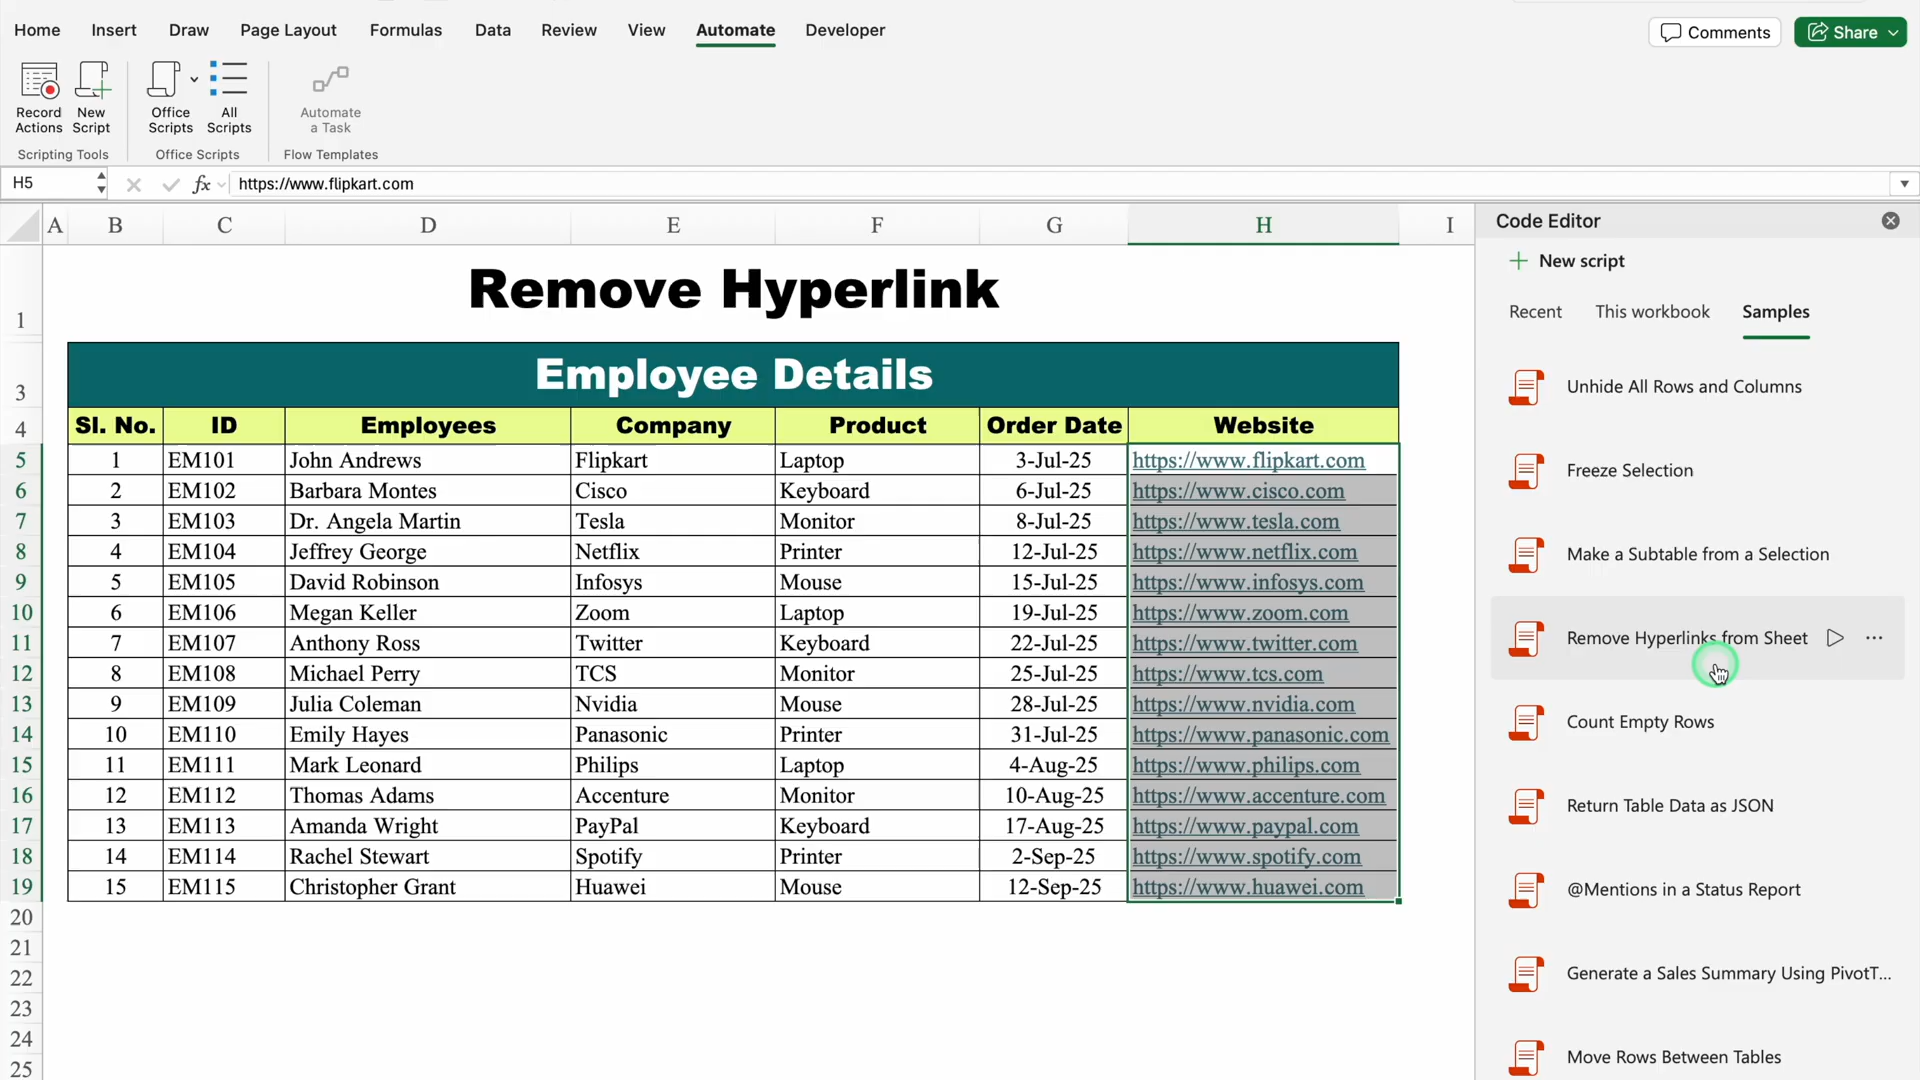 Home Insert Draw Page Layout Formulas Data Review View Automate Developer Comments Share
Record Actions New Script Office Scripts All Scripts Automate a Task
Scripting Tools Office Scripts Flow Templates
H5 fx https://www.flipkart.com
A B C D E F G H I
Remove Hyperlink
1
3 Employee Details
4 Sl. No. ID Employees Company Product Order Date Website
5 1 EM101 John Andrews Flipkart Laptop 3-Jul-25 https://www.flipkart.com
6 2 EM102 Barbara Montes Cisco Keyboard 6-Jul-25 https://www.cisco.com
7 3 EM103 Dr. Angela Martin Tesla Monitor 8-Jul-25 https://www.tesla.com
8 4 EM104 Jeffrey George Netflix Printer 12-Jul-25 https://www.netflix.com
9 5 EM105 David Robinson Infosys Mouse 15-Jul-25 https://www.infosys.com
10 6 EM106 Megan Keller Zoom Laptop 19-Jul-25 https://www.zoom.com
11 7 EM107 Anthony Ross Twitter Keyboard 22-Jul-25 https://www.twitter.com
12 8 EM108 Michael Perry TCS Monitor 25-Jul-25 https://www.tcs.com
13 9 EM109 Julia Coleman Nvidia Mouse 28-Jul-25 https://www.nvidia.com
14 10 EM110 Emily Hayes Panasonic Printer 31-Jul-25 https://www.panasonic.com
15 11 EM111 Mark Leonard Philips Laptop 4-Aug-25 https://www.philips.com
16 12 EM112 Thomas Adams Accenture Monitor 10-Aug-25 https://www.accenture.com
17 13 EM113 Amanda Wright PayPal Keyboard 17-Aug-25 https://www.paypal.com
18 14 EM114 Rachel Stewart Spotify Printer 2-Sep-25 https://www.spotify.com
19 15 EM115 Christopher Grant Huawei Mouse 12-Sep-25 https://www.huawei.com
20
21
22
23
24
25
Code Editor
New script
Recent This workbook Samples
Unhide All Rows and Columns
Freeze Selection
Make a Subtable from a Selection
Remove Hyperlinks from Sheet
Count Empty Rows
Return Table Data as JSON
@Mentions in a Status Report
Generate a Sales Summary Using PivotT...
Move Rows Between Tables